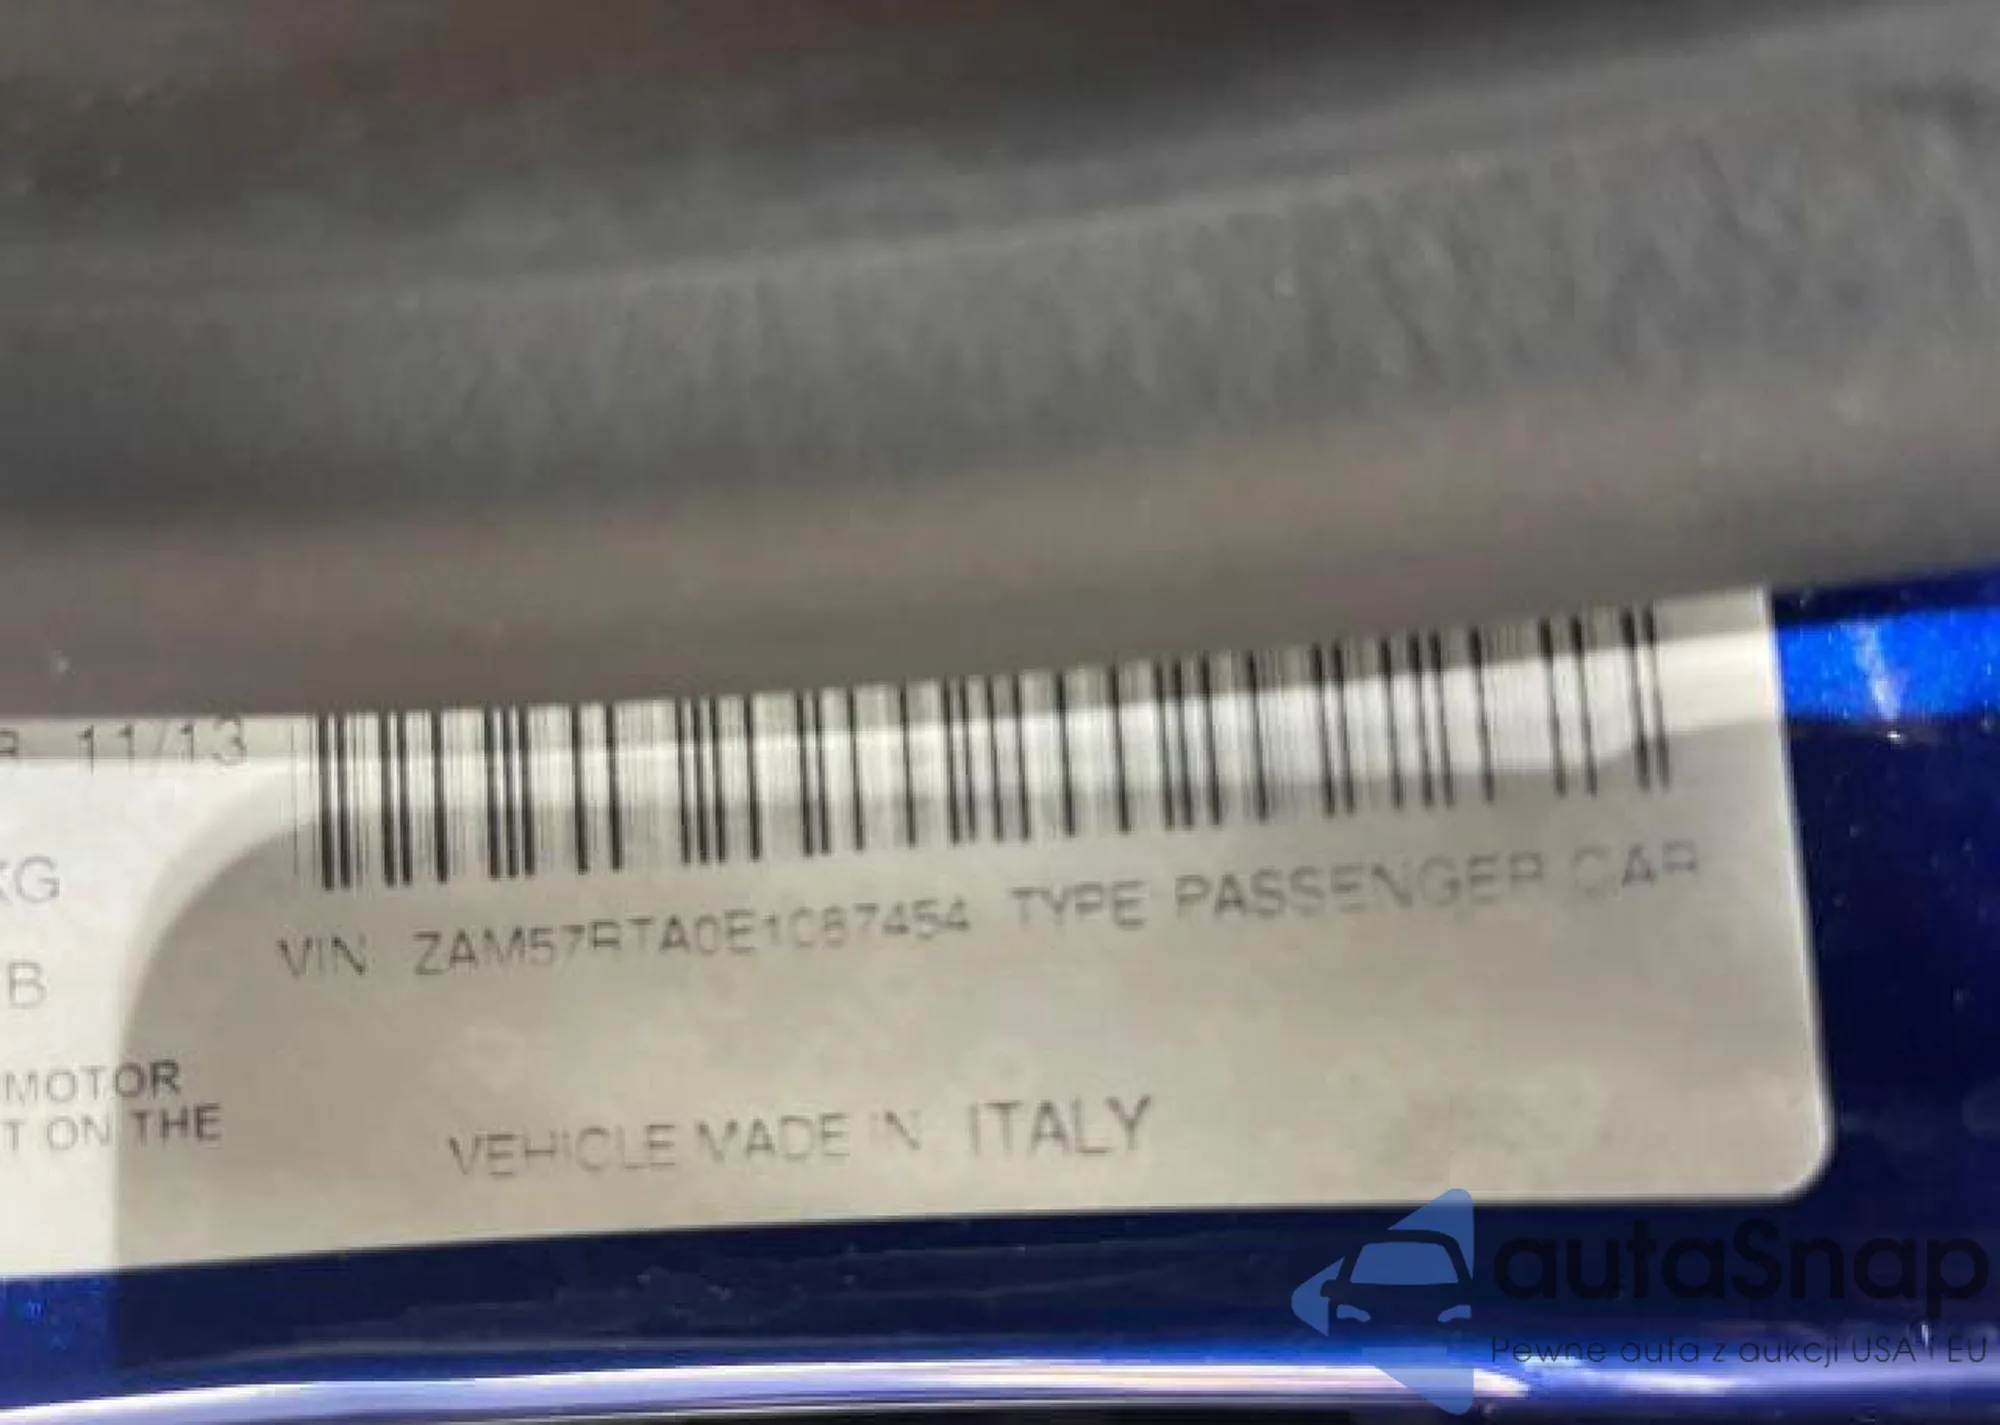 11/13
KG
B
MOTOR
T ON THE
VIN ZAM57RTA0E1087454 TYPE PASSENGER CAR
VEHICLE MADE IN ITALY
autaSnap
Pewne auta z aukcji USA i EU